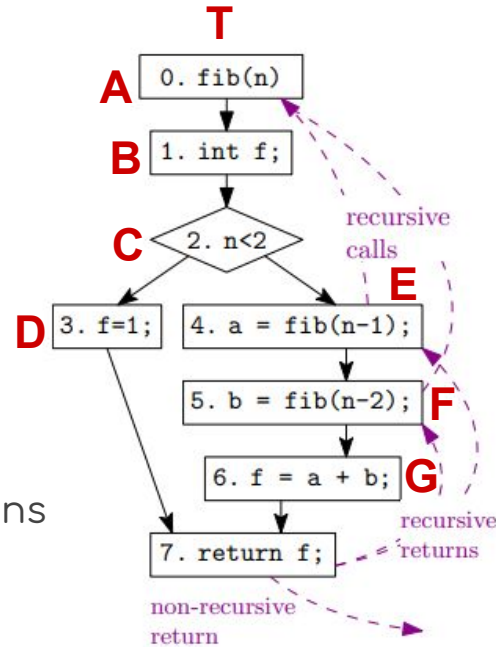 T
A 0. fib(n)
B 1. int f;
recursive
calls
C 2. n<2
E
D 3. f=1; 4. a = fib(n-1);
5. b = fib(n-2); F
6. f = a + b; G
ns
recursive
returns
7. return f;
non-recursive
return